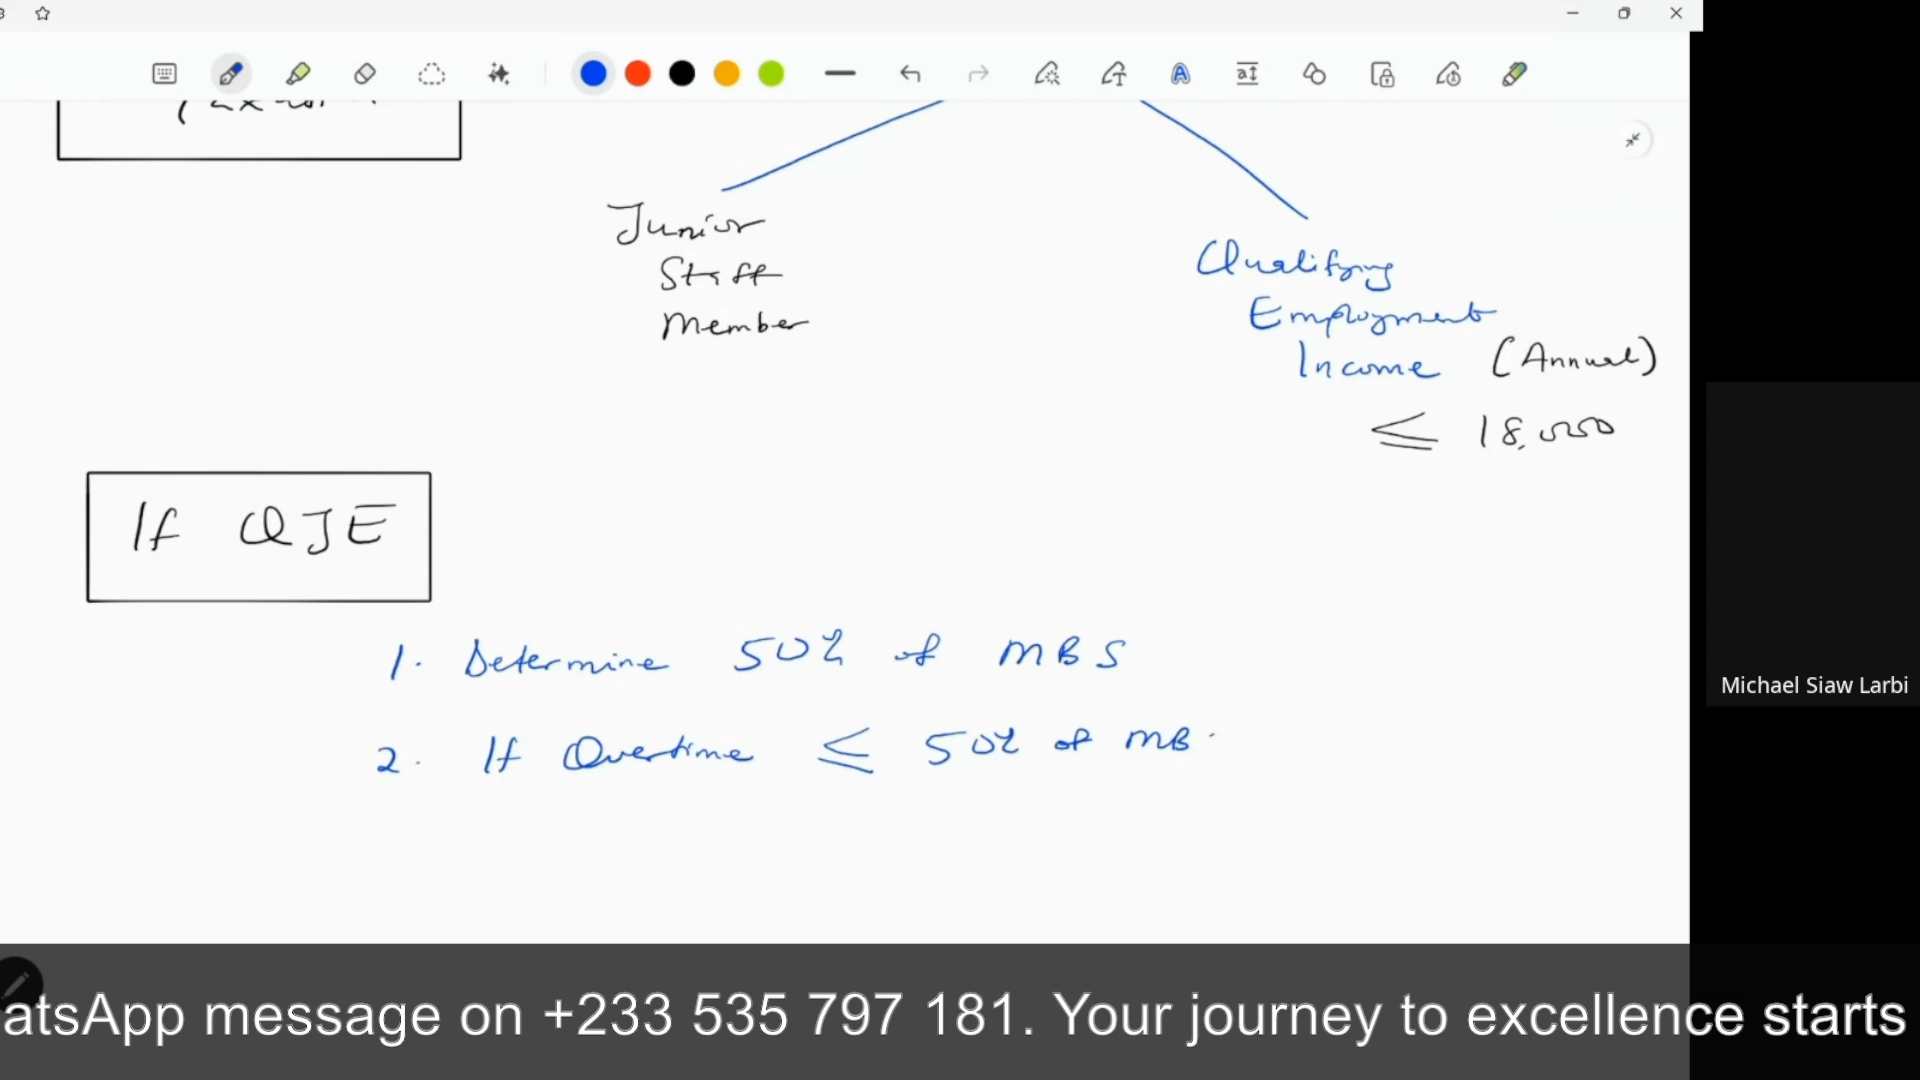 Junior
Staff
Member
Qualifying
Employment
Income (Annual)
≤ 18,000
If QJE
1. Determine 50% of MBS
2. If Overtime ≤ 50% of MB
Michael Siaw Larbi
atsApp message on +233 535 797 181. Your journey to excellence starts